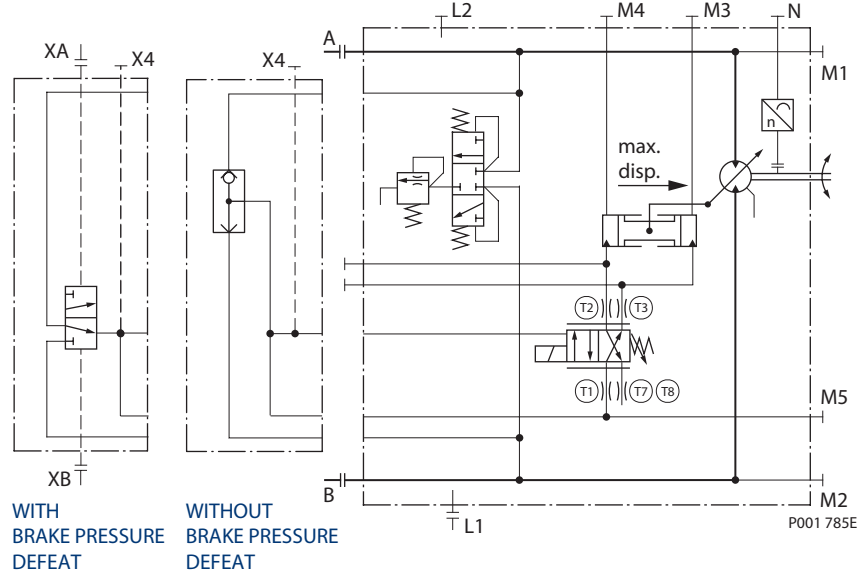 L2 M4 M3 N
XA X4 X4 A
M1
n
max.
disp.
T2 T3
T1 T7 T8
M5
XB B M2
L1 P001 785E
WITH
BRAKE PRESSURE
DEFEAT
WITHOUT
BRAKE PRESSURE
DEFEAT